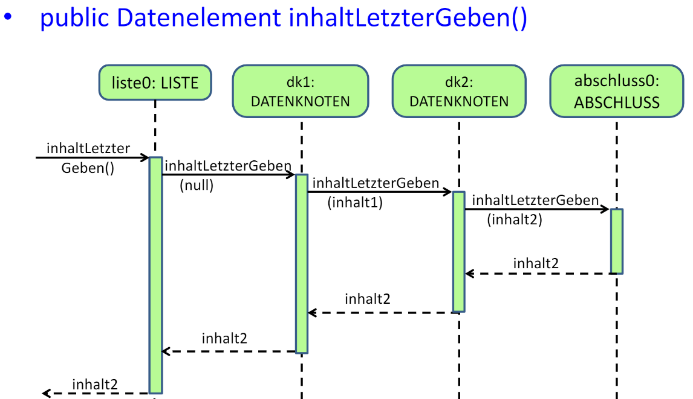 • public Datenelement inhaltLetzterGeben()
liste0: LISTE
dk1:
DATENKNOTEN
dk2:
DATENKNOTEN
abschluss0:
ABSCHLUSS
inhaltLetzter
Geben()
inhaltLetzterGeben
(null)
inhaltLetzterGeben
(inhalt1)
inhaltLetzterGeben
(inhalt2)
inhalt2
inhalt2
inhalt2
inhalt2